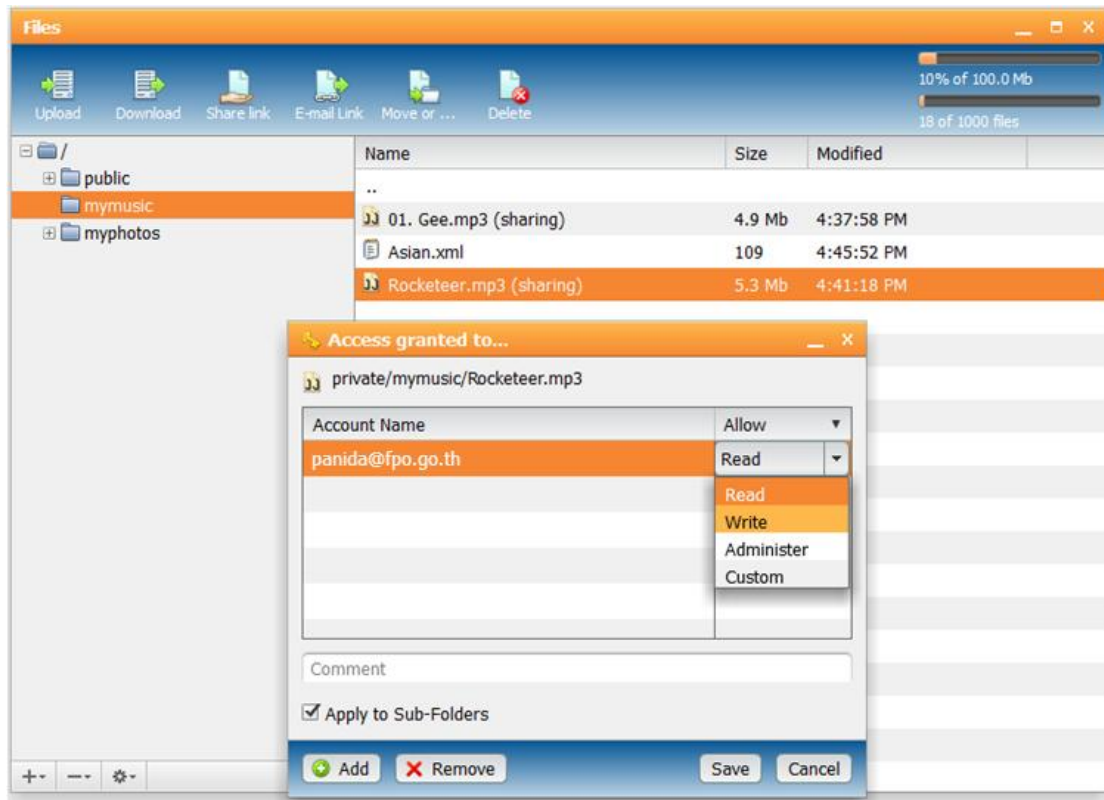 Files
10% of 100.0 Mb
Upload Download Share link E-mail Link Move or ... Delete
18 of 1000 files
/
Name Size Modified
public
..
mymusic
01. Gee.mp3 (sharing) 4.9 Mb 4:37:58 PM
myphotos
Asian.xml 109 4:45:52 PM
Rocketeer.mp3 (sharing) 5.3 Mb 4:41:18 PM
Access granted to...
private/mymusic/Rocketeer.mp3
Account Name Allow
panida@fpo.go.th Read
Read
Write
Administer
Custom
Comment
Apply to Sub-Folders
Add Remove Save Cancel